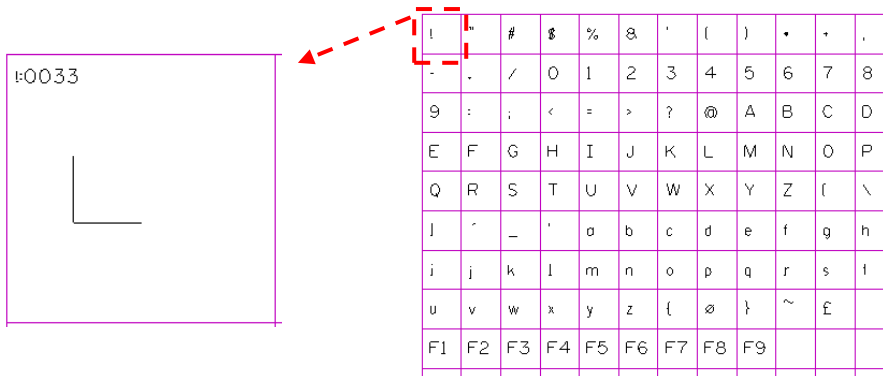 !:0033
! " # $ % & ' ( ) * + ,
- . / 0 1 2 3 4 5 6 7 8
9 : ; < = > ? @ A B C D
E F G H I J K L M N O P
Q R S T U V W X Y Z [ \
] ^ _ ' a b c d e f g h
i j k l m n o p q r s t
u v w x y z { ø } ~ £
F1 F2 F3 F4 F5 F6 F7 F8 F9